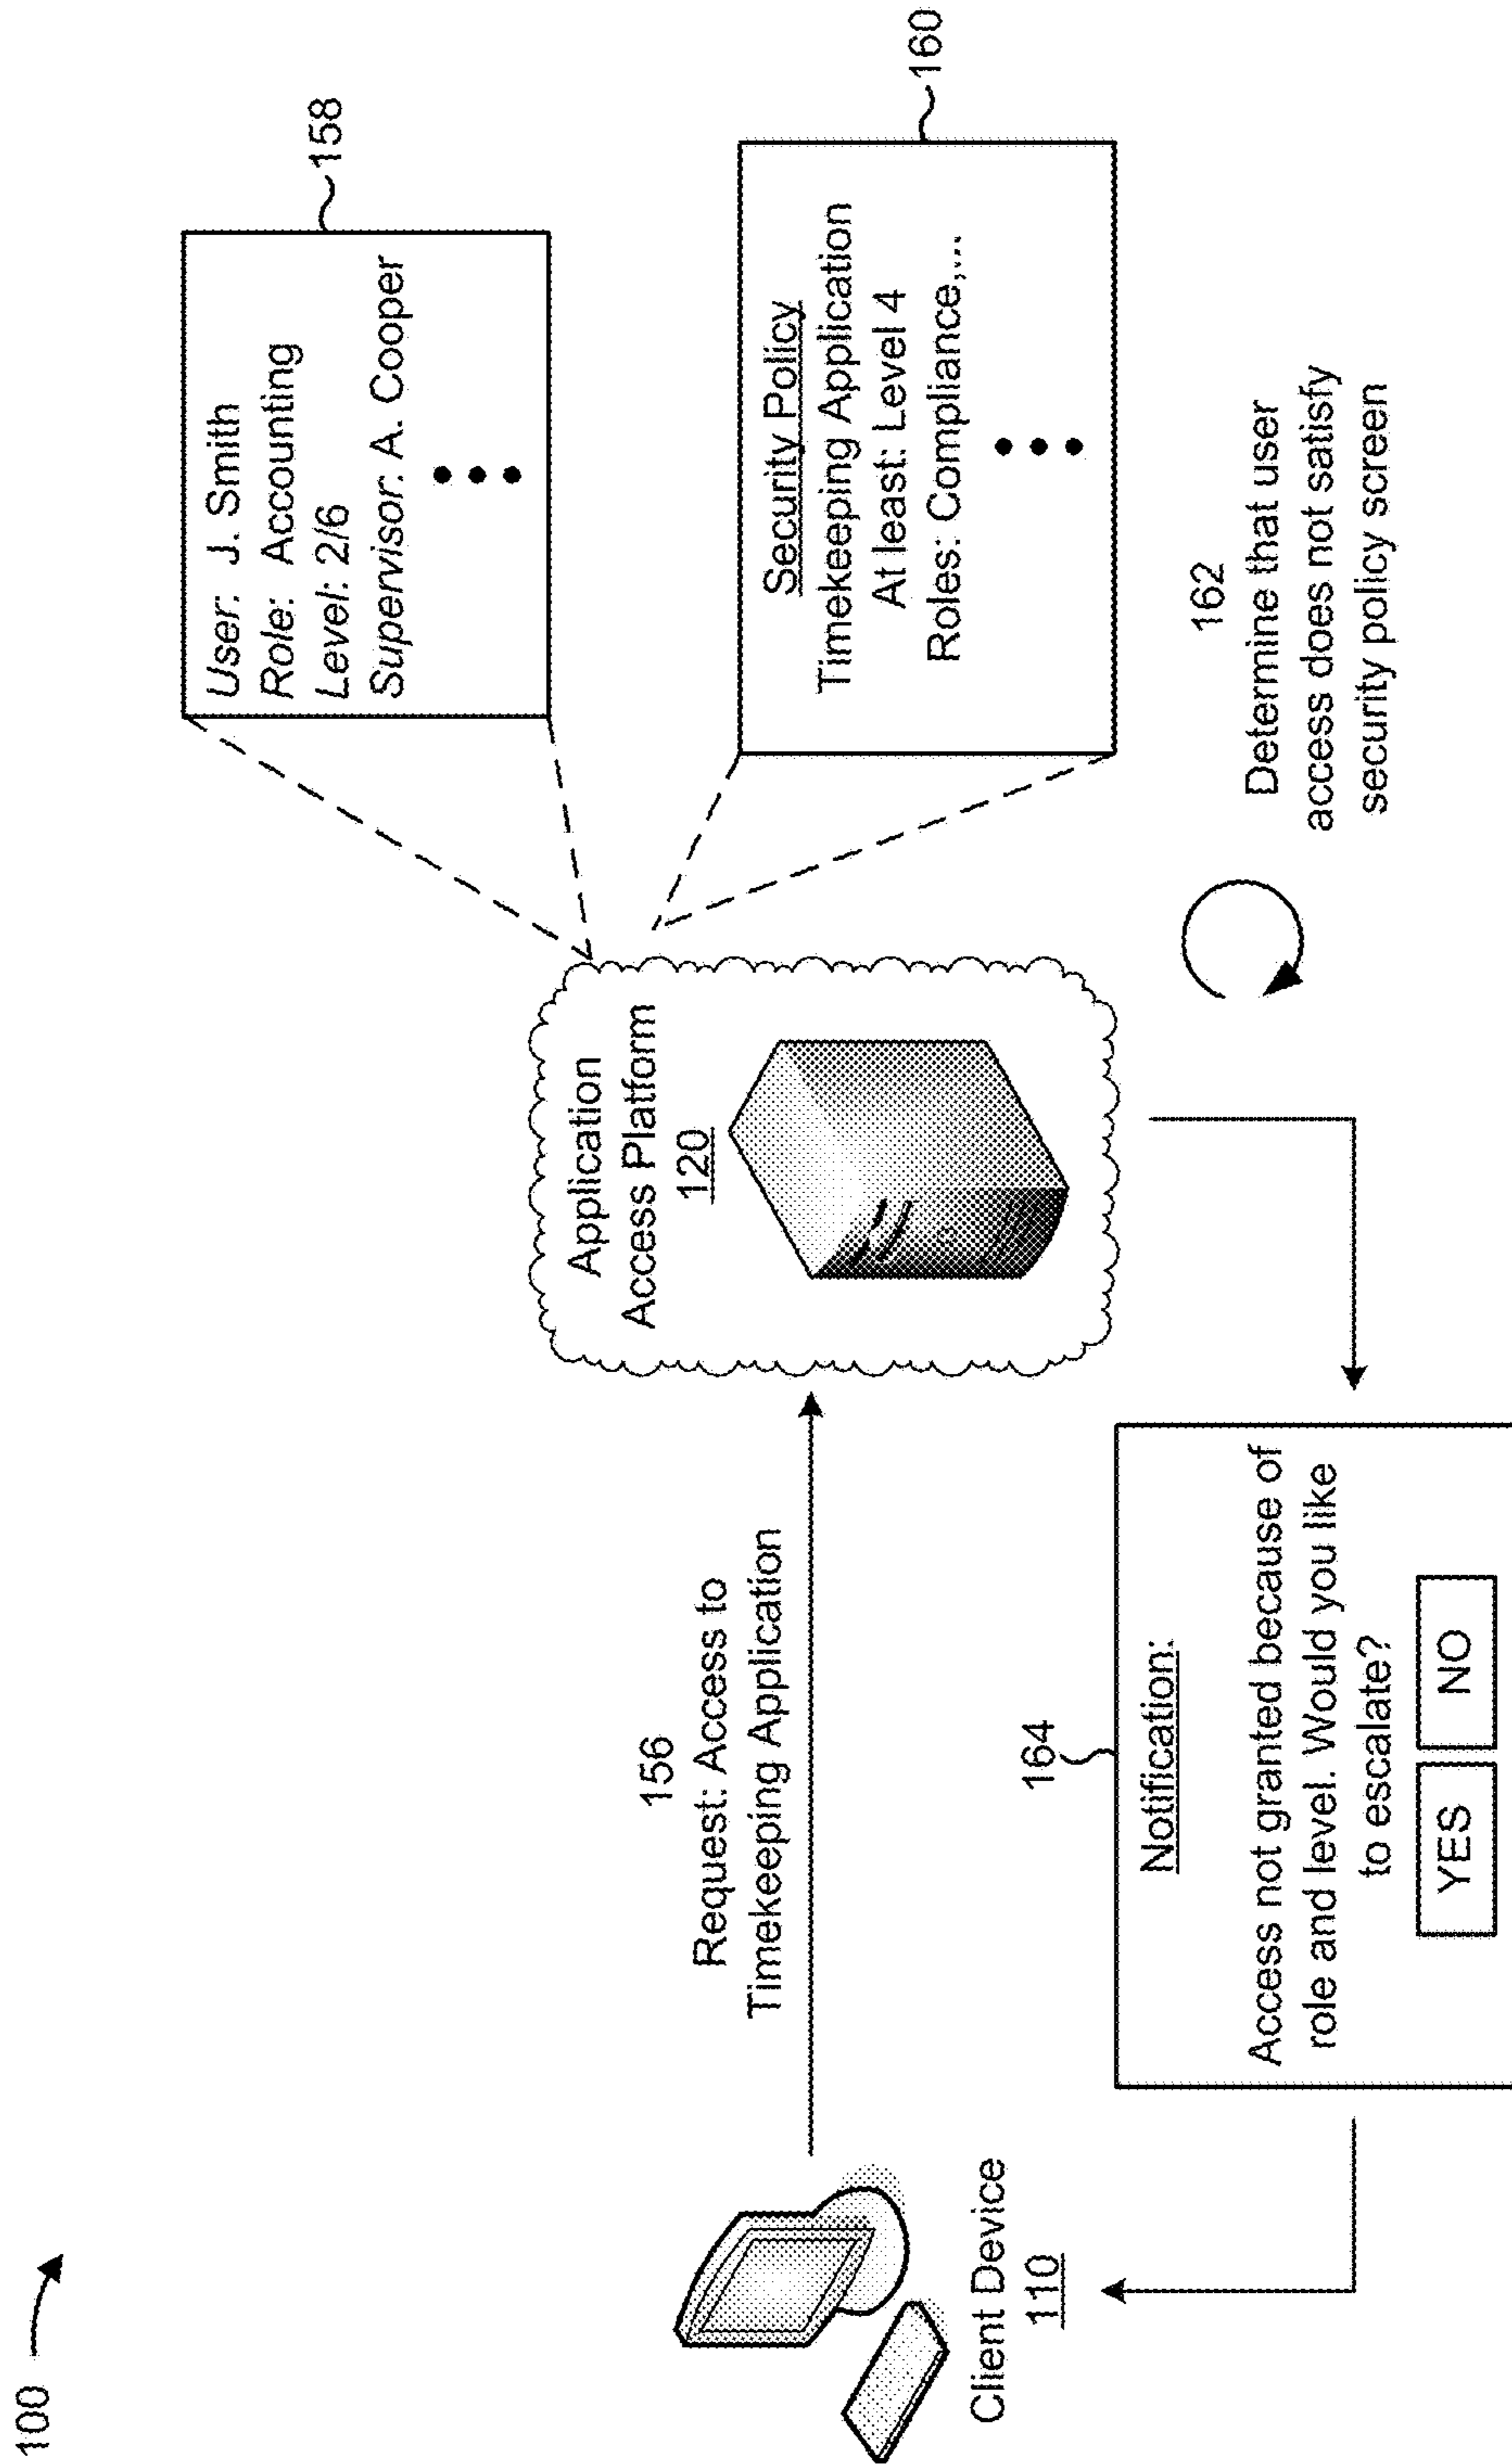 100
156
Request: Access to
Timekeeping Application
Client Device
110
Application
Access Platform
120
User: J. Smith
Role: Accounting
Level: 2/6
Supervisor: A. Cooper
158
Security Policy
Timekeeping Application
At least: Level 4
Roles: Compliance,...
160
162
Determine that user
access does not satisfy
security policy screen
164
Notification:
Access not granted because of
role and level. Would you like
to escalate?
YES NO